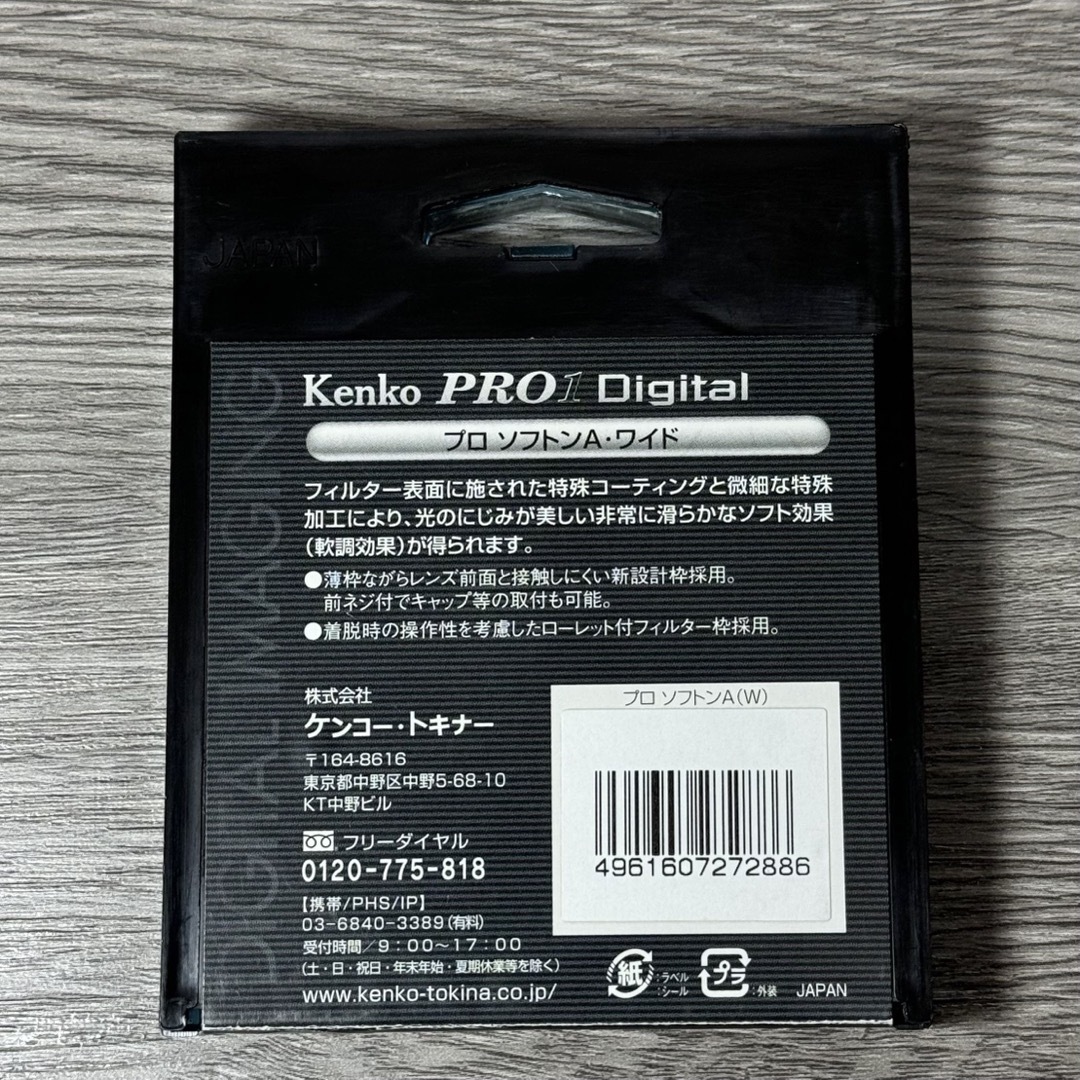 JAPAN
Kenko PRO1 Digital
プロ ソフトンA・ワイド
フィルター表面に施された特殊コーティングと微細な特殊
加工により、光のにじみが美しい非常に滑らかなソフト効果
（軟調効果）が得られます。
●薄枠ながらレンズ前面と接触しにくい新設計枠採用。
前ネジ付でキャップ等の取付も可能。
●着脱時の操作性を考慮したローレット付フィルター枠採用。
DIGITAL IMAGING
株式会社
ケンコー・トキナー
〒164-8616
東京都中野区中野5-68-10
KT中野ビル
フリーダイヤル
0120-775-818
【携帯/PHS/IP】
03-6840-3389（有料）
受付時間／9：00〜17：00
（土・日・祝日・年末年始・夏期休業等を除く）
www.kenko-tokina.co.jp/
プロ ソフトンA（W）
4961607272886
紙
：ラベル
：シール
プラ
：外装
JAPAN